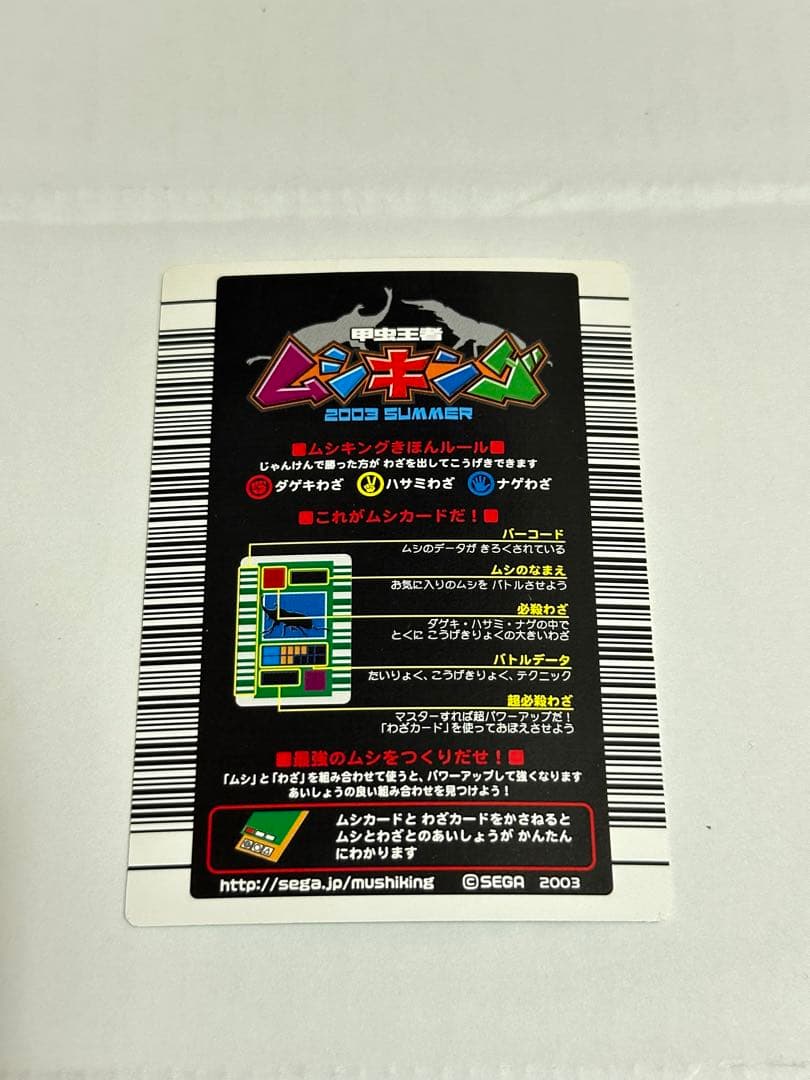 甲虫王者
ムシキング
2003 SUMMER
■ムシキングきほんルール■
じゃんけんで勝った方が わざを出してこうげきできます
ダゲキわざ ハサミわざ ナゲわざ
■これがムシカードだ！■
バーコード
ムシのデータが きろくされている
ムシのなまえ
お気に入りのムシを バトルさせよう
必殺わざ
ダゲキ・ハサミ・ナゲの中で
とくに こうげきりょくの大きいわざ
バトルデータ
たいりょく、こうげきりょく、テクニック
超必殺わざ
マスターすれば超パワーアップだ！
「わざカード」を使っておぼえさせよう
■最強のムシをつくりだせ！■
「ムシ」と「わざ」を組み合わせて使うと、パワーアップして強くなります
あいしょうの良い組み合わせを見つけよう！
ムシカードと わざカードをかさねると
ムシとわざとのあいしょうが かんたん
にわかります
http://sega.jp/mushiking ©SEGA 2003